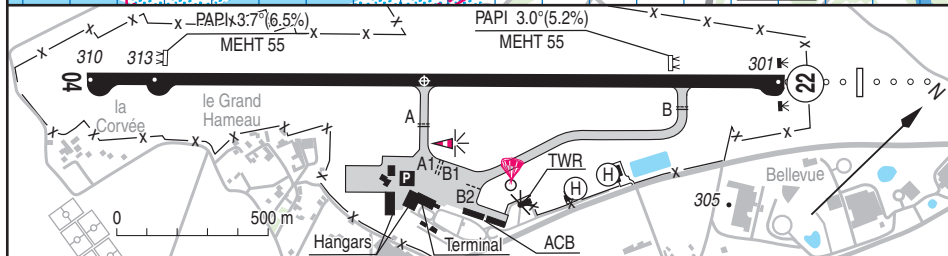 PAPI 3.7°(6.5%)
MEHT 55
PAPI 3.0°(5.2%)
MEHT 55
310
313
301
04
22
N
la
Corvée
le Grand
Hameau
A
B
A1
B1
B2
P
TWR
H
H
305
Bellevue
0
500 m
Hangars
Terminal
ACB